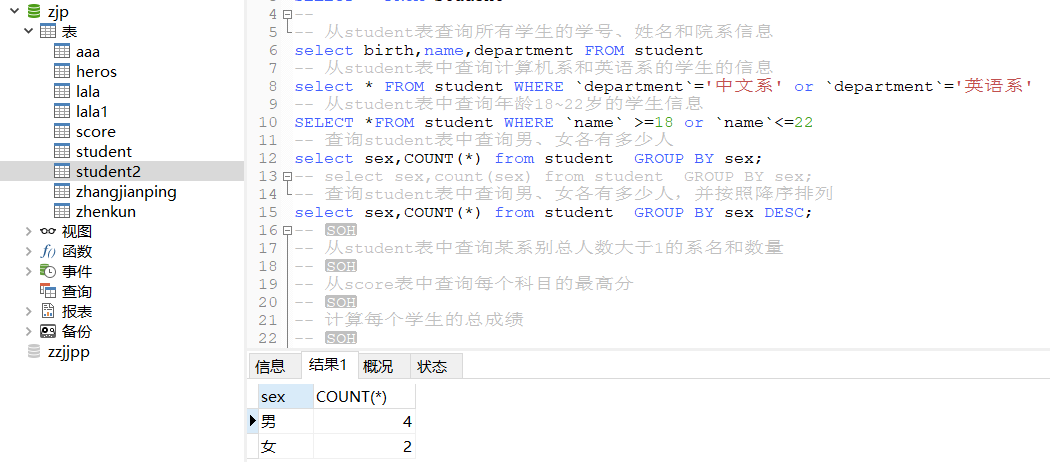 zjp
表
aaa
heros
lala
lala1
score
student
student2
zhangjianping
zhenkun
视图
函数
事件
查询
报表
备份
zzjjpp
4 --
5 -- 从student表查询所有学生的学号、姓名和院系信息
6 select birth,name,department FROM student
7 -- 从student表中查询计算机系和英语系的学生的信息
8 select * FROM student WHERE `department`='中文系' or `department`='英语系'
9 -- 从student表中查询年龄18~22岁的学生信息
10 SELECT *FROM student WHERE `name` >=18 or `name`<=22
11 -- 查询student表中查询男、女各有多少人
12 select sex,COUNT(*) from student  GROUP BY sex;
13 -- select sex,count(sex) from student  GROUP BY sex;
14 -- 查询student表中查询男、女各有多少人，并按照降序排列
15 select sex,COUNT(*) from student  GROUP BY sex DESC;
16 -- SOH
17 -- 从student表中查询某系别总人数大于1的系名和数量
18 -- SOH
19 -- 从score表中查询每个科目的最高分
20 -- SOH
21 -- 计算每个学生的总成绩
22 -- SOH
信息 结果1 概况 状态
sex COUNT(*)
男 4
女 2